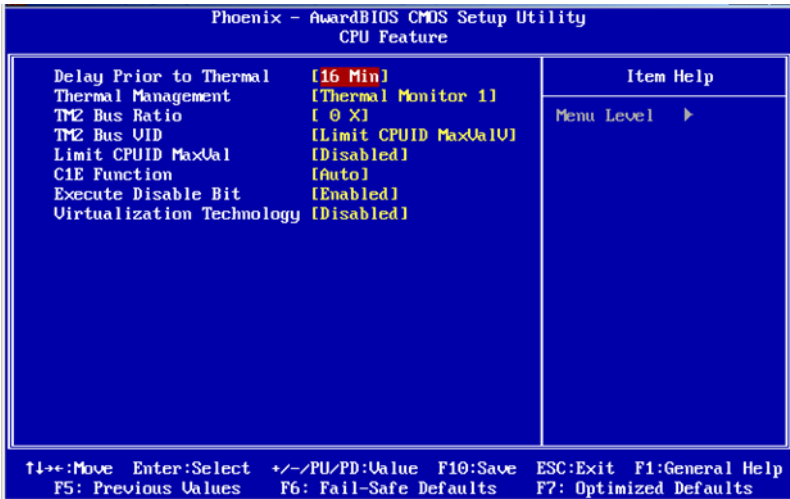 Phoenix - AwardBIOS CMOS Setup Utility
CPU Feature
Delay Prior to Thermal [16 Min]
Thermal Management [Thermal Monitor 1]
TM2 Bus Ratio [ 0 X]
TM2 Bus VID [Limit CPUID MaxValV]
Limit CPUID MaxVal [Disabled]
C1E Function [Auto]
Execute Disable Bit [Enabled]
Virtualization Technology [Disabled]
Item Help
Menu Level ▶
↑↓→←:Move Enter:Select +/-/PU/PD:Value F10:Save ESC:Exit F1:General Help
F5: Previous Values F6: Fail-Safe Defaults F7: Optimized Defaults